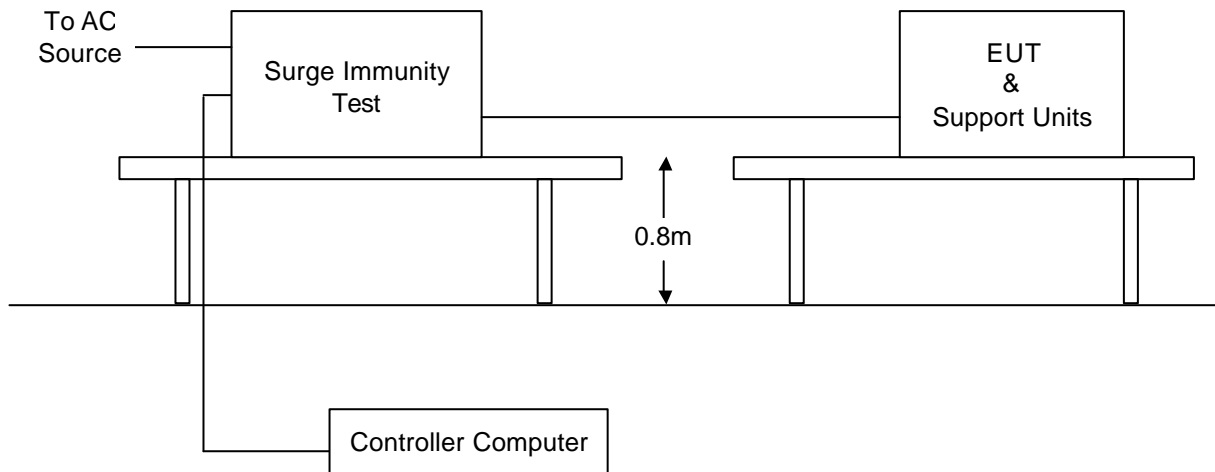 To AC
Source
Surge Immunity
Test
EUT
&
Support Units
0.8m
Controller Computer